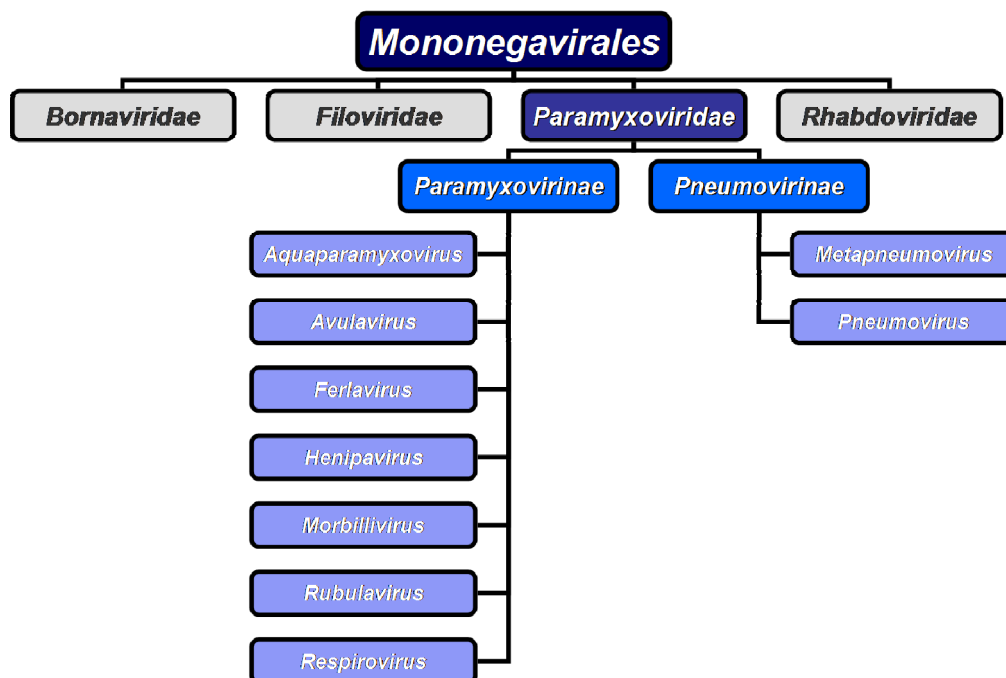 Mononegavirales
Bornaviridae
Filoviridae
Paramyxoviridae
Rhabdoviridae
Paramyxovirinae
Pneumovirinae
Aquaparamyxovirus
Avulavirus
Ferlavirus
Henipavirus
Morbillivirus
Rubulavirus
Respirovirus
Metapneumovirus
Pneumovirus